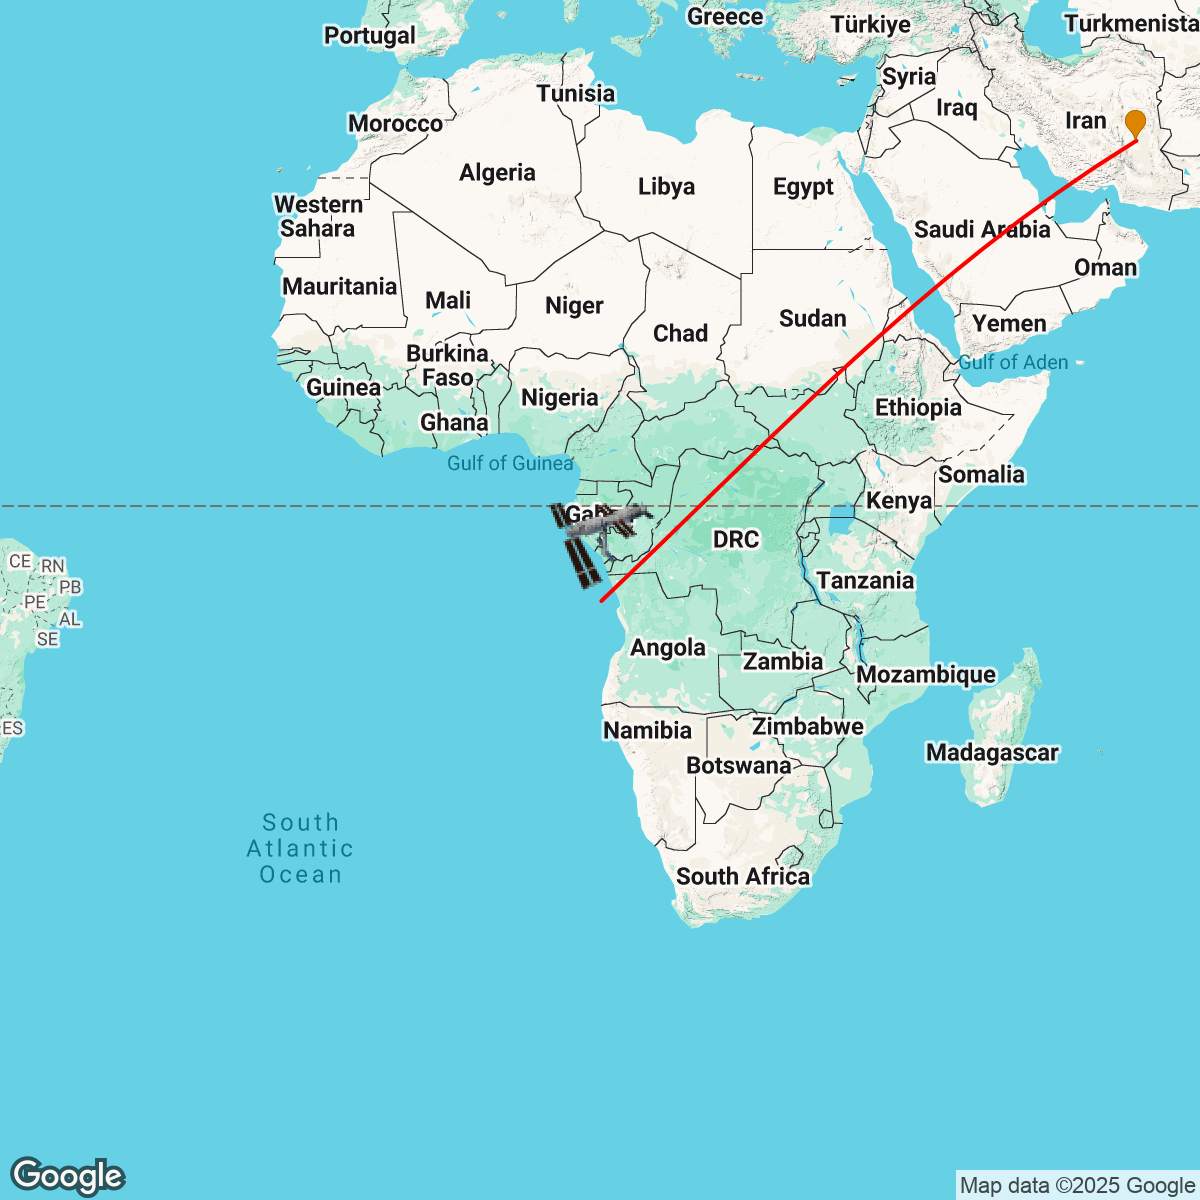 Greece
Türkiye
Turkmenista
Portugal
Syria
Tunisia
Iraq
Iran
Morocco
Algeria
Libya
Egypt
Western
Sahara
Saudi Arabia
Oman
Mauritania
Mali
Niger
Chad
Sudan
Yemen
Burkina
Faso
Gulf of Aden
Guinea
Nigeria
Ethiopia
Ghana
Gulf of Guinea
Somalia
Kenya
Gab
DRC
CE
RN
PB
Tanzania
PE
AL
SE
Angola
Zambia
Mozambique
ES
Namibia
Zimbabwe
Botswana
Madagascar
South
Atlantic
Ocean
South Africa
Google
Map data ©2025 Google